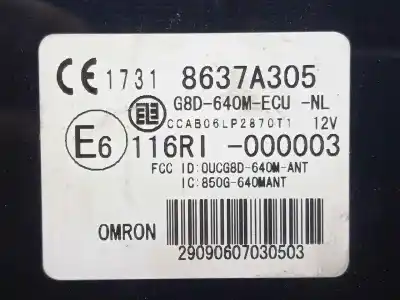 CE 1731 8637A305
G8D-640M-ECU -NL
CCAB06LP2870T1 12V
E6 116RI -000003
FCC ID:OUCG8D-640M-ANT
IC:850G-640MANT
OMRON
29090607030503